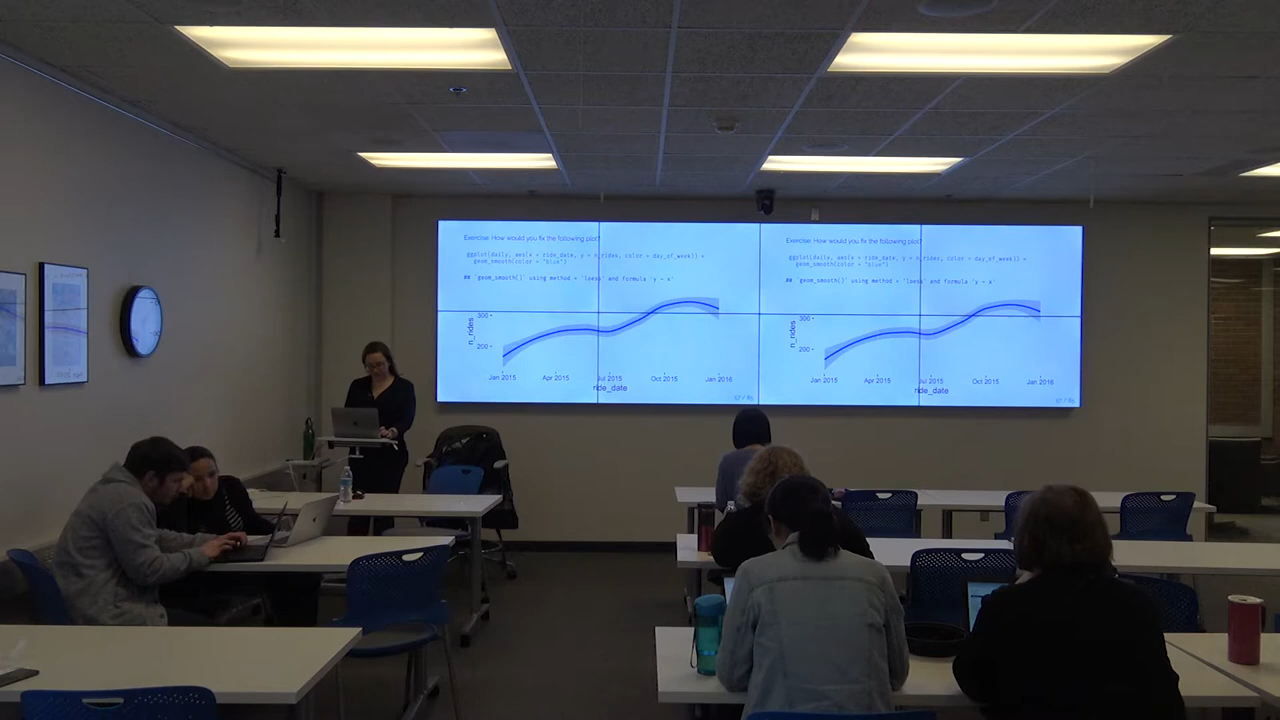 Exercise: How would you fix the following plot?
ggplot(daily, aes(x = ride_date, y = n_rides, color = day_of_week)) +
geom_smooth(color = "blue")
## `geom_smooth()` using method = 'loess' and formula 'y ~ x'
300
200
n_rides
Jan 2015 Apr 2015 Jul 2015 Oct 2015 Jan 2016
ride_date
57 / 85
Exercise: How would you fix the following plot?
ggplot(daily, aes(x = ride_date, y = n_rides, color = day_of_week)) +
geom_smooth(color = "blue")
## `geom_smooth()` using method = 'loess' and formula 'y ~ x'
300
200
n_rides
Jan 2015 Apr 2015 Jul 2015 Oct 2015 Jan 2016
ride_date
57 / 85